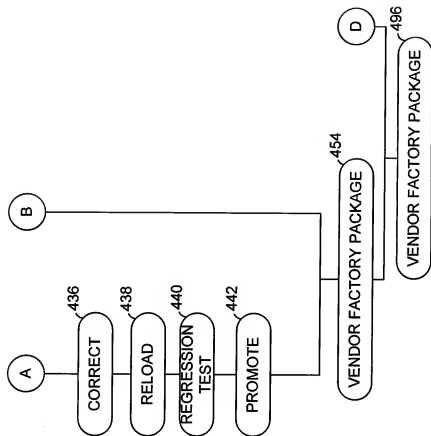 A
B
D
436
CORRECT
438
RELOAD
440
REGRESSION
TEST
442
PROMOTE
454
VENDOR FACTORY PACKAGE
496
VENDOR FACTORY PACKAGE